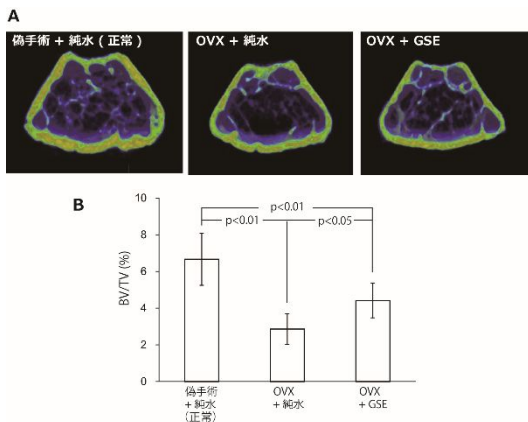 A
偽手術 + 純水 ( 正常 )
OVX + 純水
OVX + GSE
B
p<0.01
p<0.01
p<0.05
BV/TV (%)
10
8
6
4
2
0
偽手術
+ 純水
(正常)
OVX
+ 純水
OVX
+ GSE